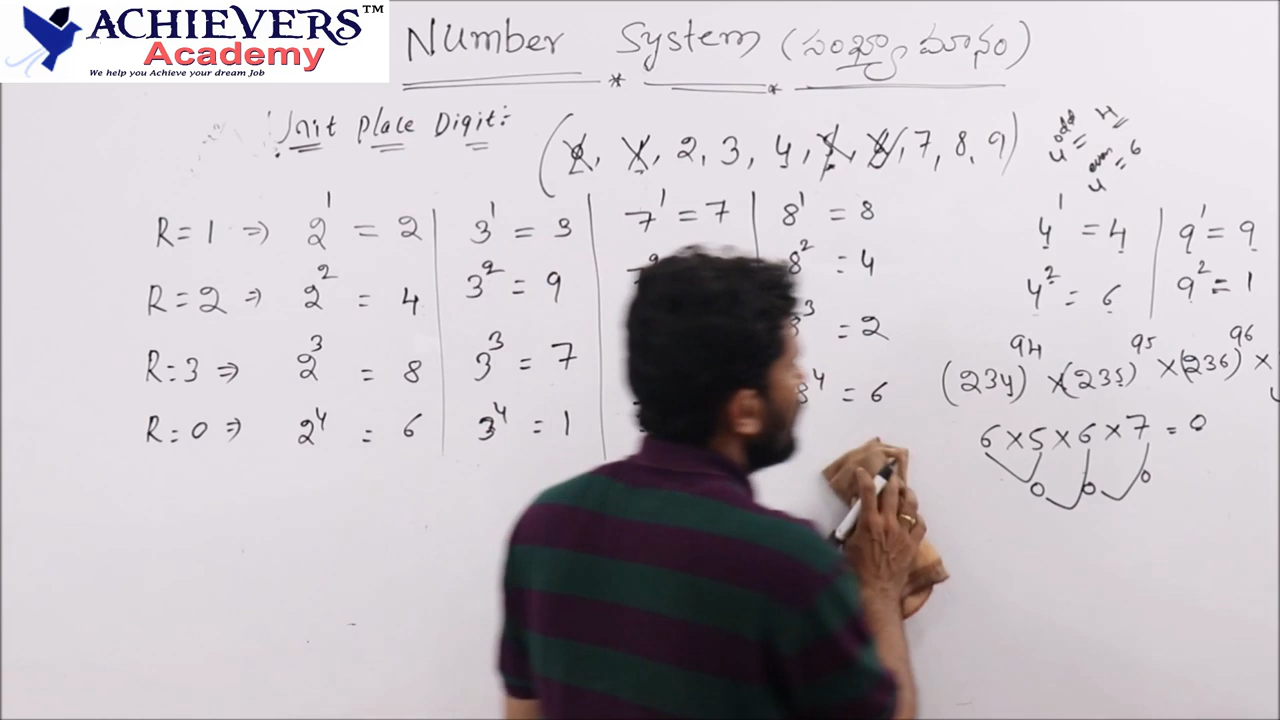 ACHIEVERS™
Academy
We help you Achieve your dream Job
Number System (సంఖ్యా మానం)
Unit Place Digit:
(0, 1, 2, 3, 4, 5, 6, 7, 8, 9)
4 odd = 4
4 even = 6
R=1 => 2^1 = 2 | 3^1 = 3 | 7^1 = 7 | 8^1 = 8
R=2 => 2^2 = 4 | 3^2 = 9 | 8^2 = 4
R=3 => 2^3 = 8 | 3^3 = 7 | 3 = 2
R=0 => 2^4 = 6 | 3^4 = 1 | 8^4 = 6
4^1 = 4 | 9^1 = 9
4^2 = 6 | 9^2 = 1
(234)^94 × (235)^95 × (236)^96 ×
6 × 5 × 6 × 7 = 0
0 0 0